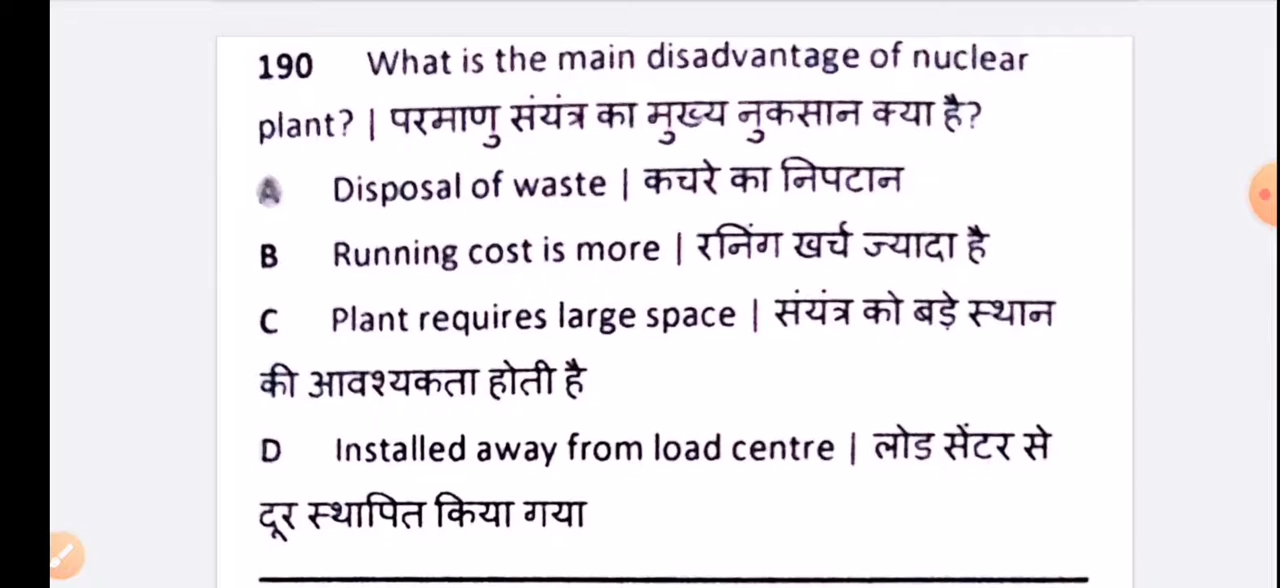 190 What is the main disadvantage of nuclear
plant? | परमाणु संयंत्र का मुख्य नुकसान क्या है?
A Disposal of waste | कचरे का निपटान
B Running cost is more | रनिंग खर्च ज्यादा है
C Plant requires large space | संयंत्र को बड़े स्थान
की आवश्यकता होती है
D Installed away from load centre | लोड सेंटर से
दूर स्थापित किया गया